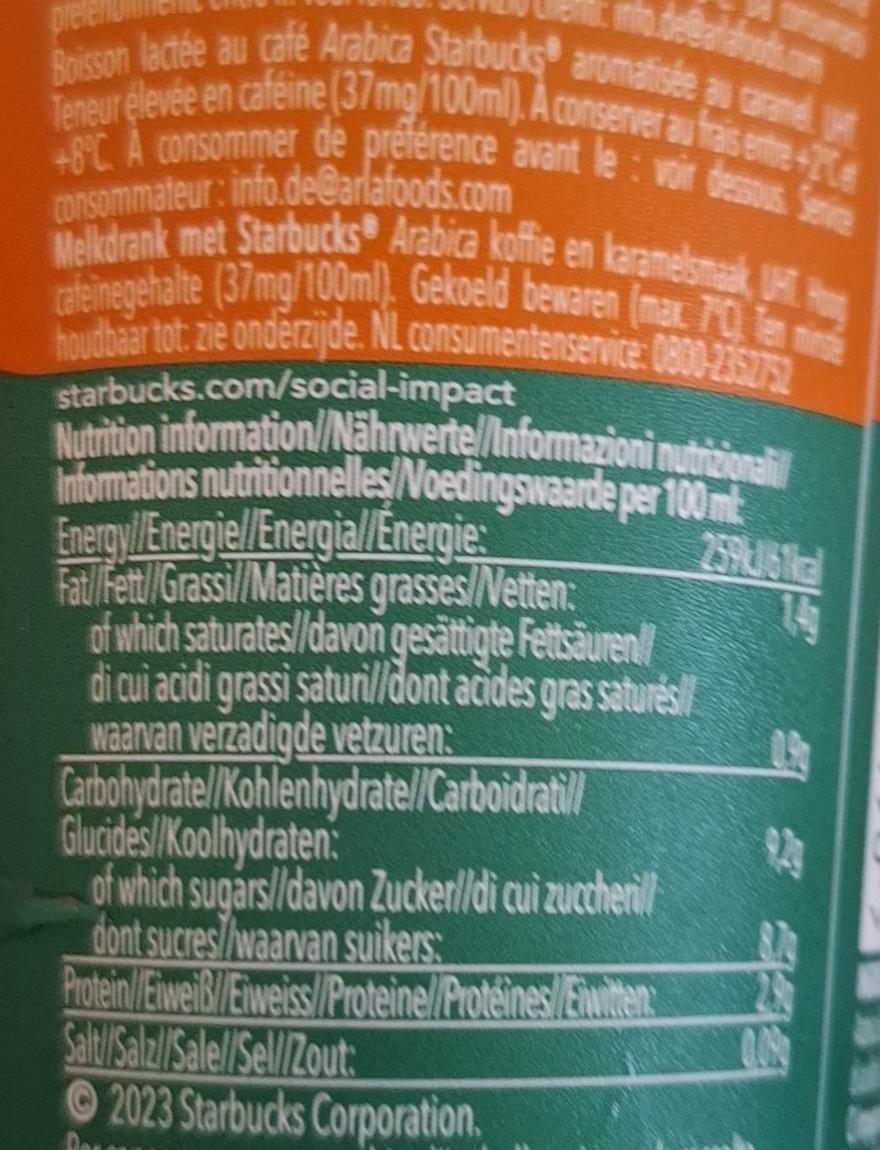 info.de@arlafoods.com
Boisson lactée au café Arabica Starbucks® aromatisée au caramel, UHT.
Teneur élevée en caféine (37mg/100ml). À conserver au frais entre +2°C et
+8°C. À consommer de préférence avant le : voir dessous. Service
consommateur : info.de@arlafoods.com
Melkdrank met Starbucks® Arabica koffie en karamelsmaak, UHT. Hoog
cafeïnegehalte (37mg/100ml). Gekoeld bewaren (max. 7°C). Ten minste
houdbaar tot: zie onderzijde. NL consumentenservice: 0800-2352752
starbucks.com/social-impact
Nutrition information//Nährwerte//Informazioni nutrizionali//
Informations nutritionnelles//Voedingswaarde per 100 ml:
Energy//Energie//Energia//Énergie: 259kJ/61kcal
Fat//Fett//Grassi//Matières grasses//Vetten: 1,4g
of which saturates//davon gesättigte Fettsäuren//
di cui acidi grassi saturi//dont acides gras saturés//
waarvan verzadigde vetzuren: 0,9g
Carbohydrate//Kohlenhydrate//Carboidrati//
Glucides//Koolhydraten: 9,2g
of which sugars//davon Zucker//di cui zuccheri//
dont sucres//waarvan suikers: 8,7g
Protein//Eiweiß//Eiweiss//Proteine//Protéines//Eiwitten: 2,9g
Salt//Salz//Sale//Sel//Zout: 0,09g
© 2023 Starbucks Corporation.